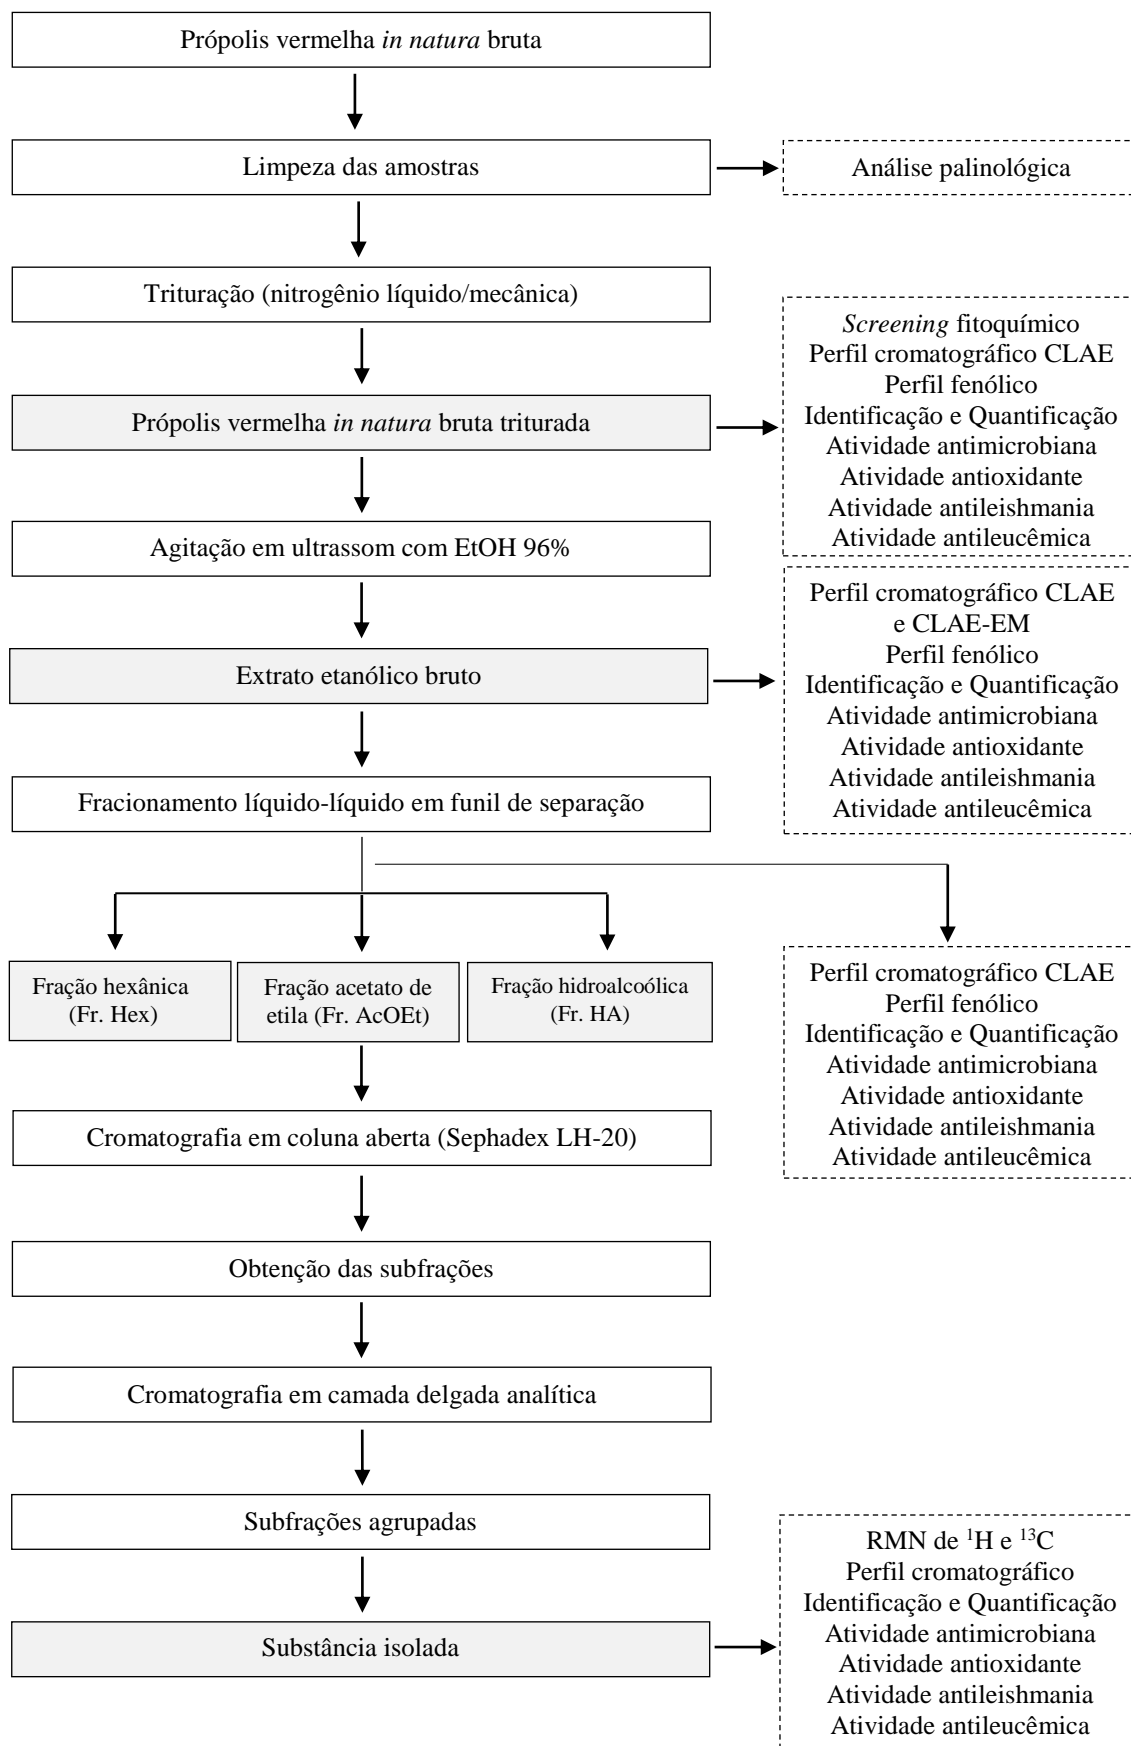 Própolis vermelha in natura bruta
Limpeza das amostras
Análise palinológica
Trituração (nitrogênio líquido/mecânica)
Própolis vermelha in natura bruta triturada
Screening fitoquímico
Perfil cromatográfico CLAE
Perfil fenólico
Identificação e Quantificação
Atividade antimicrobiana
Atividade antioxidante
Atividade antileishmania
Atividade antileucêmica
Agitação em ultrassom com EtOH 96%
Extrato etanólico bruto
Perfil cromatográfico CLAE
e CLAE-EM
Perfil fenólico
Identificação e Quantificação
Atividade antimicrobiana
Atividade antioxidante
Atividade antileishmania
Atividade antileucêmica
Fracionamento líquido-líquido em funil de separação
Fração hexânica
(Fr. Hex)
Fração acetato de
etila (Fr. AcOEt)
Fração hidroalcoólica
(Fr. HA)
Perfil cromatográfico CLAE
Perfil fenólico
Identificação e Quantificação
Atividade antimicrobiana
Atividade antioxidante
Atividade antileishmania
Atividade antileucêmica
Cromatografia em coluna aberta (Sephadex LH-20)
Obtenção das subfrações
Cromatografia em camada delgada analítica
Subfrações agrupadas
Substância isolada
RMN de ¹H e ¹³C
Perfil cromatográfico
Identificação e Quantificação
Atividade antimicrobiana
Atividade antioxidante
Atividade antileishmania
Atividade antileucêmica